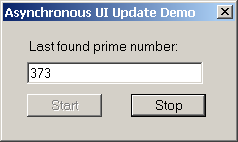 Asynchronous UI Update Demo
Last found prime number:
373
Start Stop